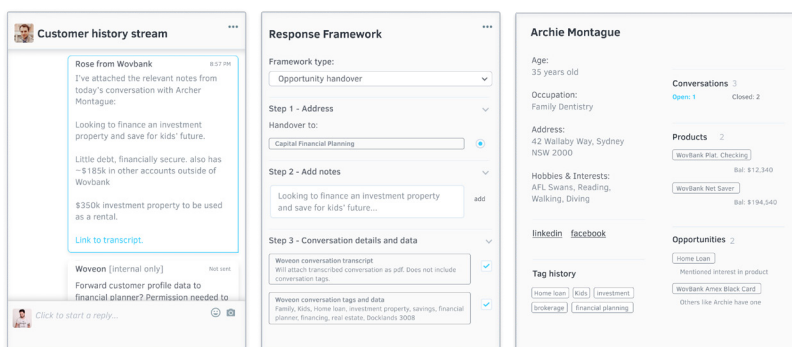 Customer history stream
Rose from Wovbank
8:57 PM
I've attached the relevant notes from
today's conversation with Archer
Montague:
Looking to finance an investment
property and save for kids' future.
Little debt, financially secure. also has
~$185k in other accounts outside of
Wovbank
$350k investment property to be used
as a rental.
Link to transcript.
Woveon [internal only]
Not sent
Forward customer profile data to
financial planner? Permission needed to
Click to start a reply...
Response Framework
Framework type:
Opportunity handover
Step 1 - Address
Handover to:
Capital Financial Planning
Step 2 - Add notes
Looking to finance an investment property
and save for kids' future...
add
Step 3 - Conversation details and data
Woveon conversation transcript
Will attach transcribed conversation as pdf. Does not include
conversation tags.
Woveon conversation tags and data
Family, Kids, Home loan, investment property, savings, financial
planner, financing, real estate, Docklands 3008
Archie Montague
Age:
35 years old
Occupation:
Family Dentistry
Address:
42 Wallaby Way, Sydney
NSW 2000
Hobbies & Interests:
AFL Swans, Reading,
Walking, Diving
linkedin facebook
Tag history
Home loan Kids investment
brokerage financial planning
Conversations 3
Open: 1 Closed: 2
Products 2
WovBank Plat. Checking
Bal: $12,340
WovBank Net Saver
Bal: $194,540
Opportunities 2
Home Loan
Mentioned interest in product
WovBank Amex Black Card
Others like Archie have one